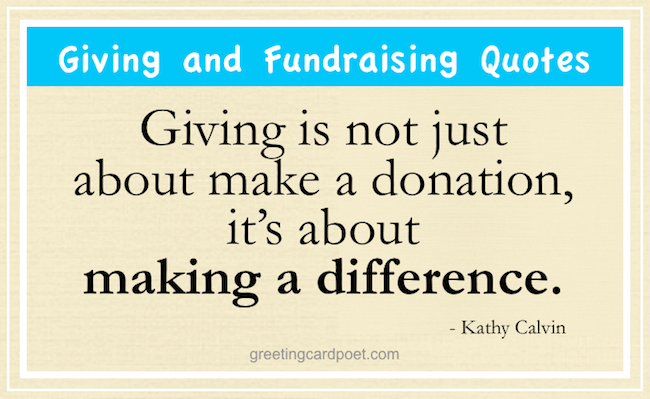 Giving and Fundraising Quotes
Giving is not just
about make a donation,
it’s about
making a difference.
- Kathy Calvin
greetingcardpoet.com